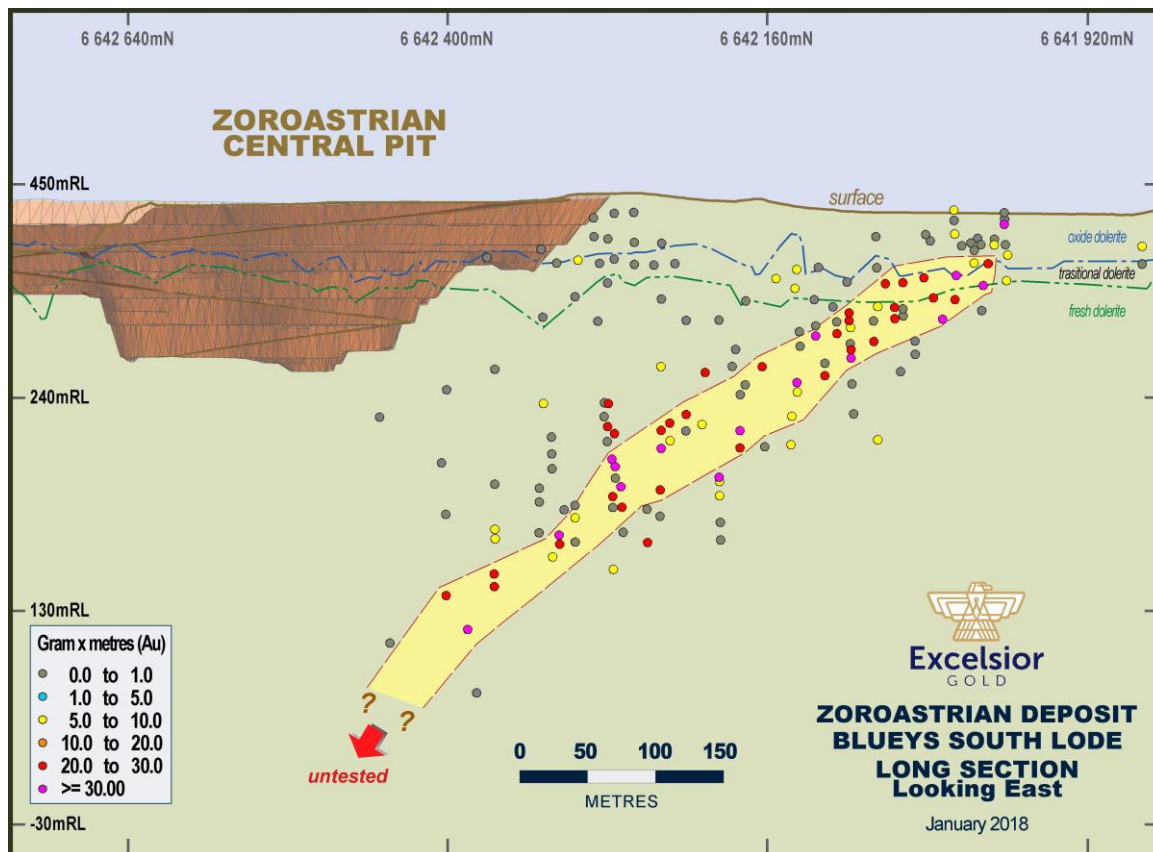 6 642 640mN
6 642 400mN
6 642 160mN
6 641 920mN
ZOROASTRIAN
CENTRAL PIT
450mRL
surface
oxide dolerite
trasitional dolerite
fresh dolerite
240mRL
130mRL
Gram x metres (Au)
0.0 to 1.0
1.0 to 5.0
5.0 to 10.0
10.0 to 20.0
20.0 to 30.0
>= 30.00
?
?
untested
0 50 100 150
METRES
Excelsior
GOLD
ZOROASTRIAN DEPOSIT
BLUEYS SOUTH LODE
LONG SECTION
Looking East
January 2018
-30mRL